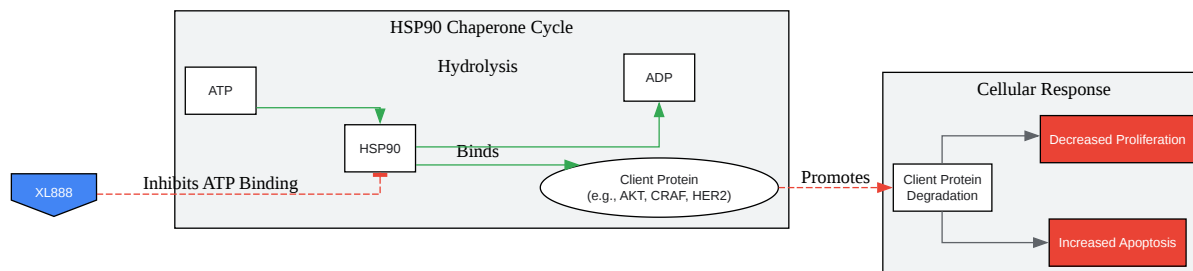 HSP90 Chaperone Cycle
Hydrolysis
ATP
ADP
HSP90
Binds
Client Protein
(e.g., AKT, CRAF, HER2)
XL888
Inhibits ATP Binding
Promotes
Cellular Response
Decreased Proliferation
Client Protein
Degradation
Increased Apoptosis